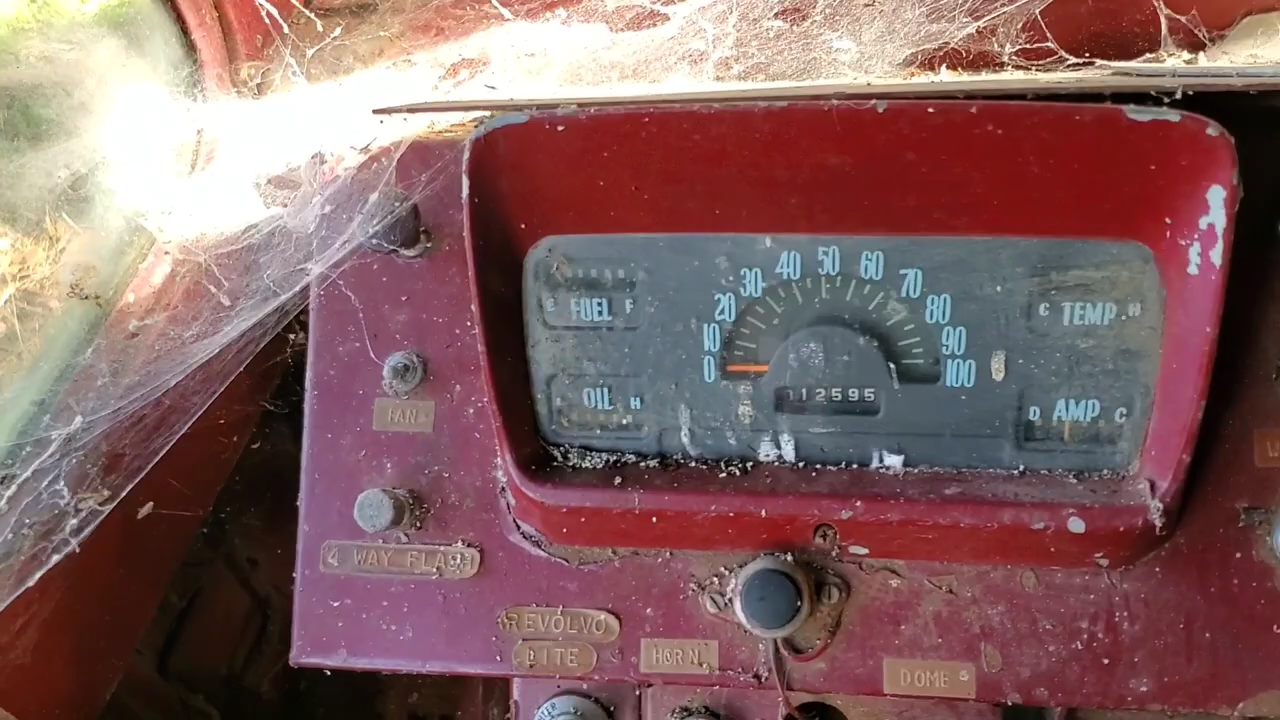 40 50 60
30 70
20 80
10 90
0 100
E FUEL F
C TEMP H
OIL H
D AMP C
12595
FAN
4 WAY FLASH
REVOLVO
LITE
HORN
DOME